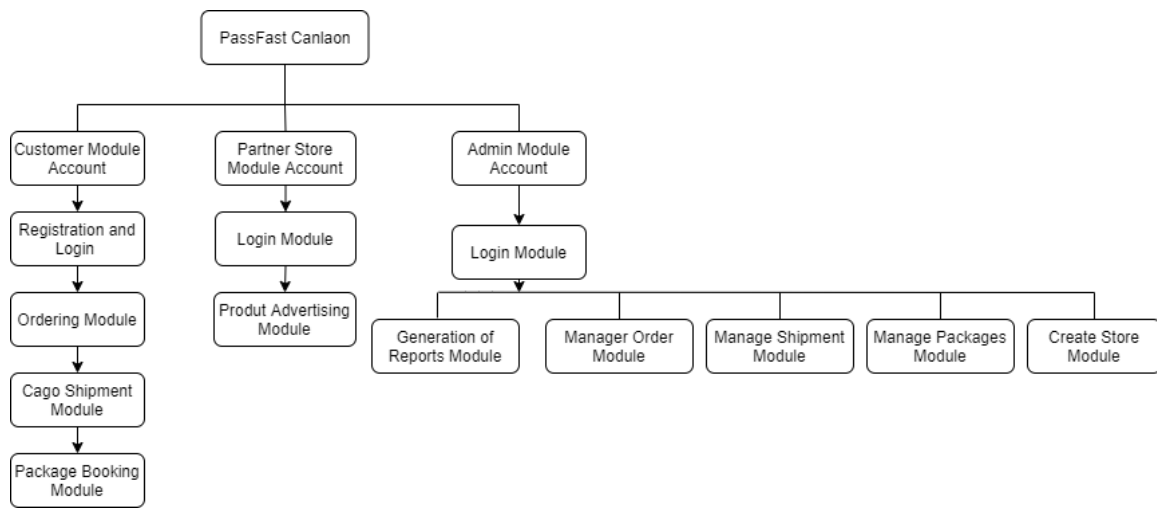 PassFast Canlaon
Customer Module
Account
Partner Store
Module Account
Admin Module
Account
Registration and
Login
Login Module
Login Module
Ordering Module
Produt Advertising
Module
Generation of
Reports Module
Manager Order
Module
Manage Shipment
Module
Manage Packages
Module
Create Store
Module
Cago Shipment
Module
Package Booking
Module